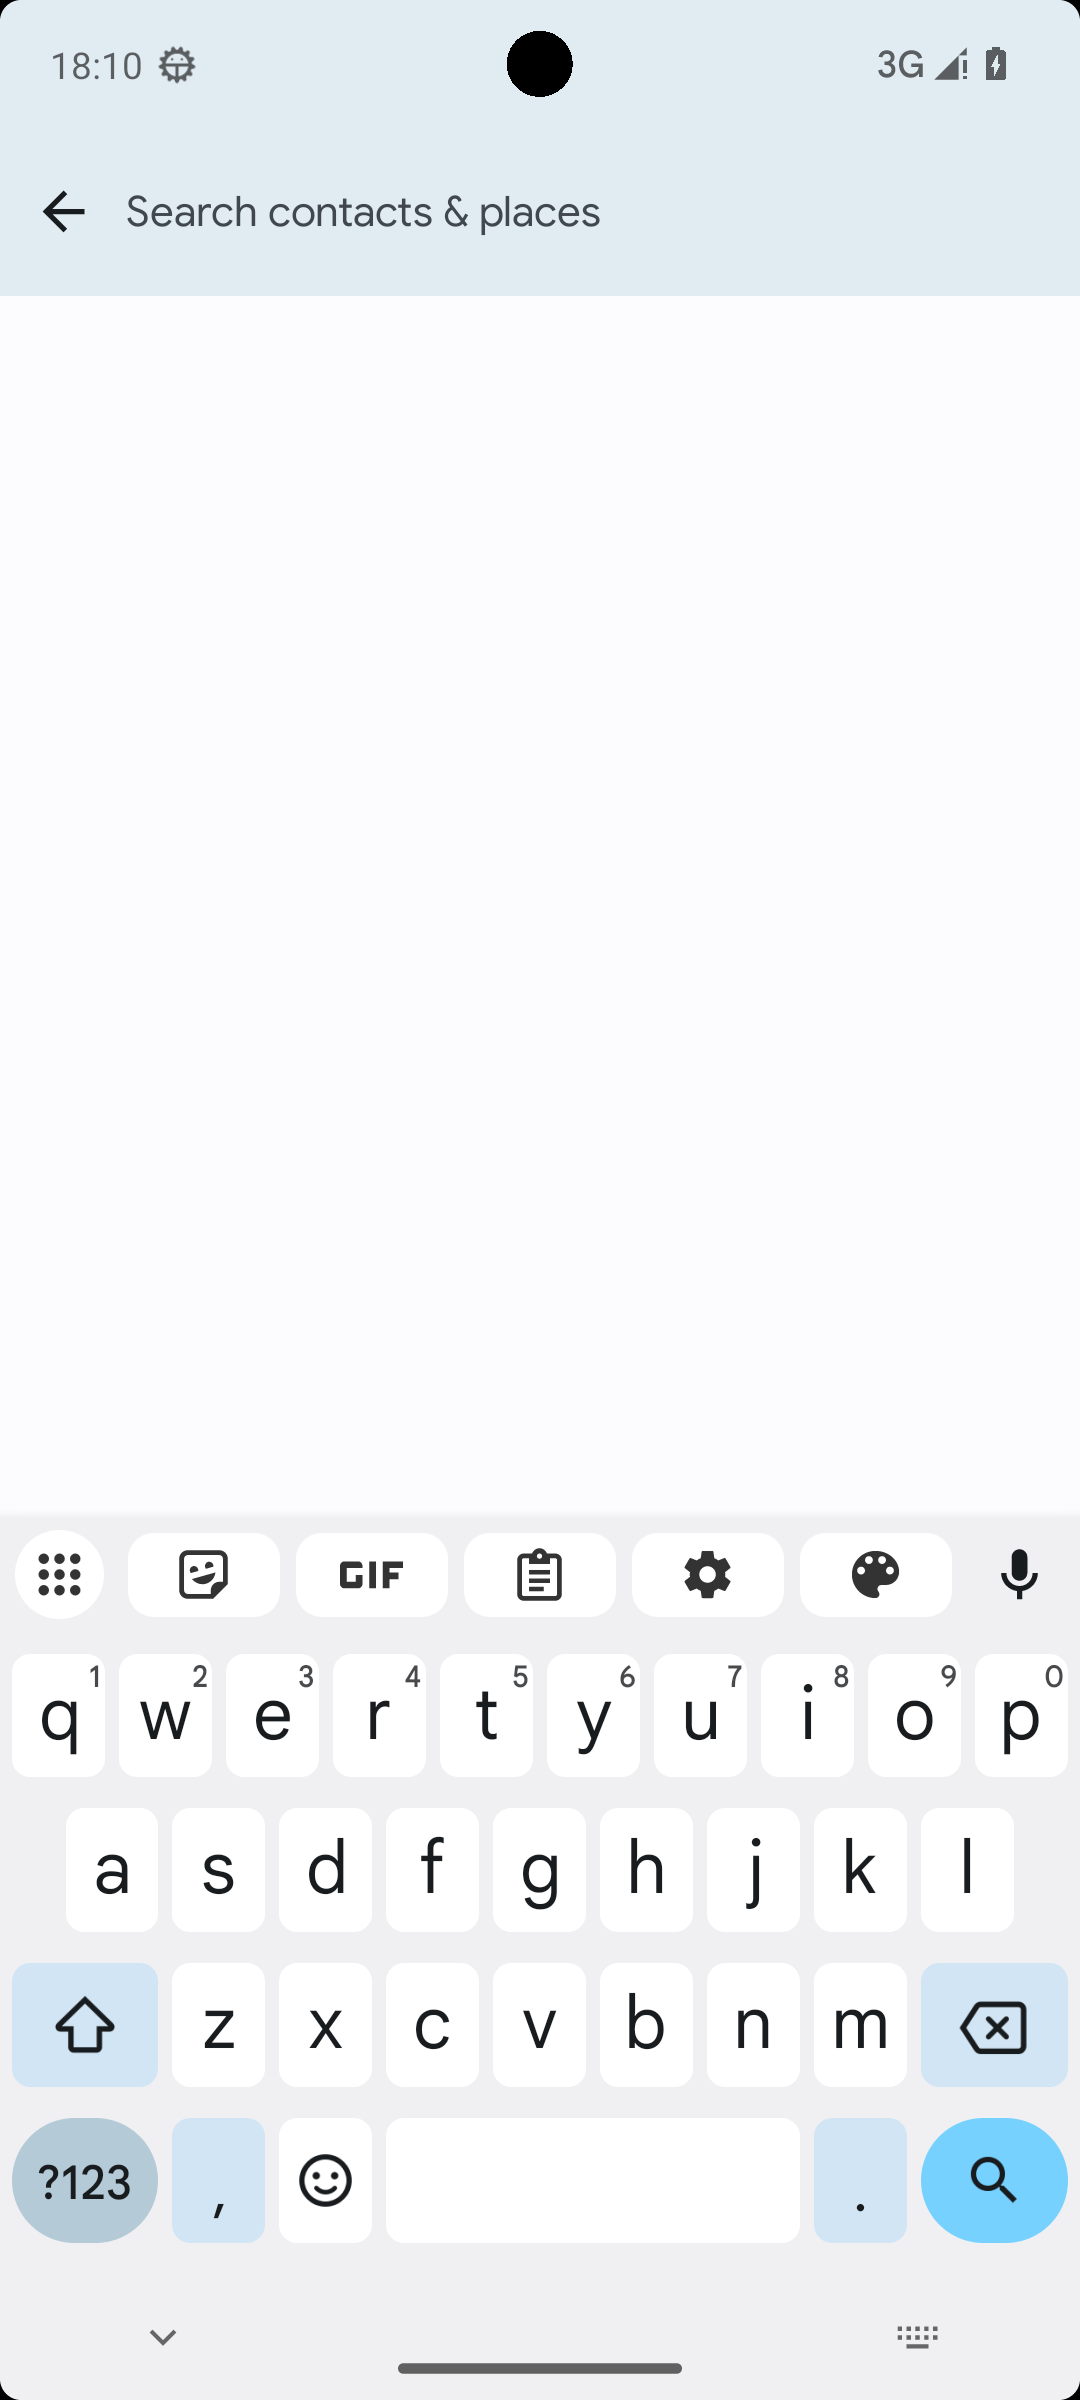 18:10
3G
Search contacts & places
GIF
q 1 w 2 e 3 r 4 t 5 y 6 u 7 i 8 o 9 p 0
a s d f g h j k l
z x c v b n m
?123 , .